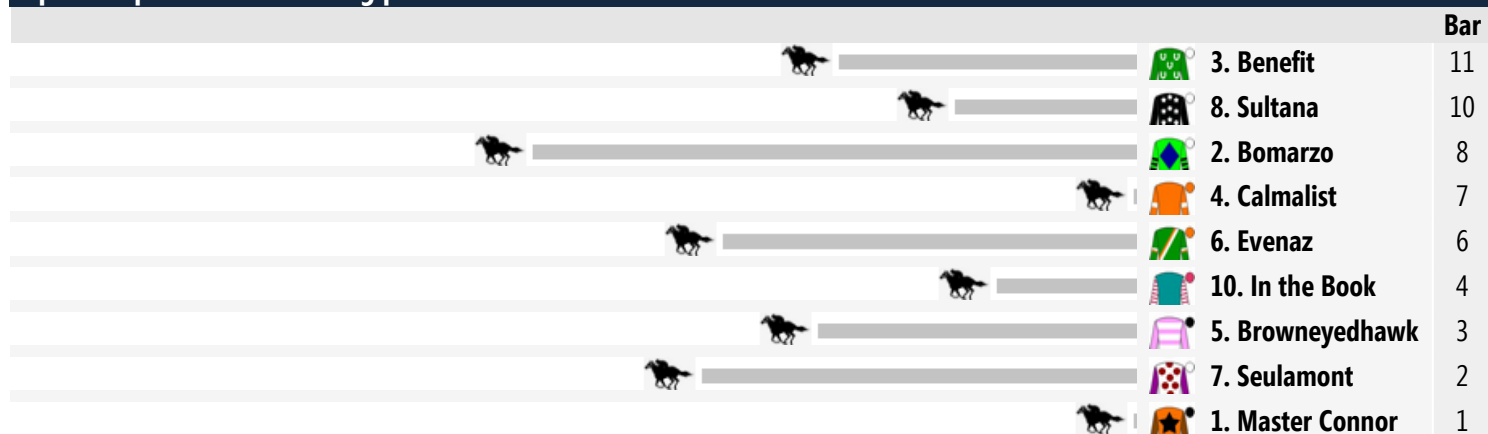 Bar
3. Benefit 11
8. Sultana 10
2. Bomarzo 8
4. Calmalist 7
6. Evenaz 6
10. In the Book 4
5. Browneyedhawk 3
7. Seulamont 2
1. Master Connor 1